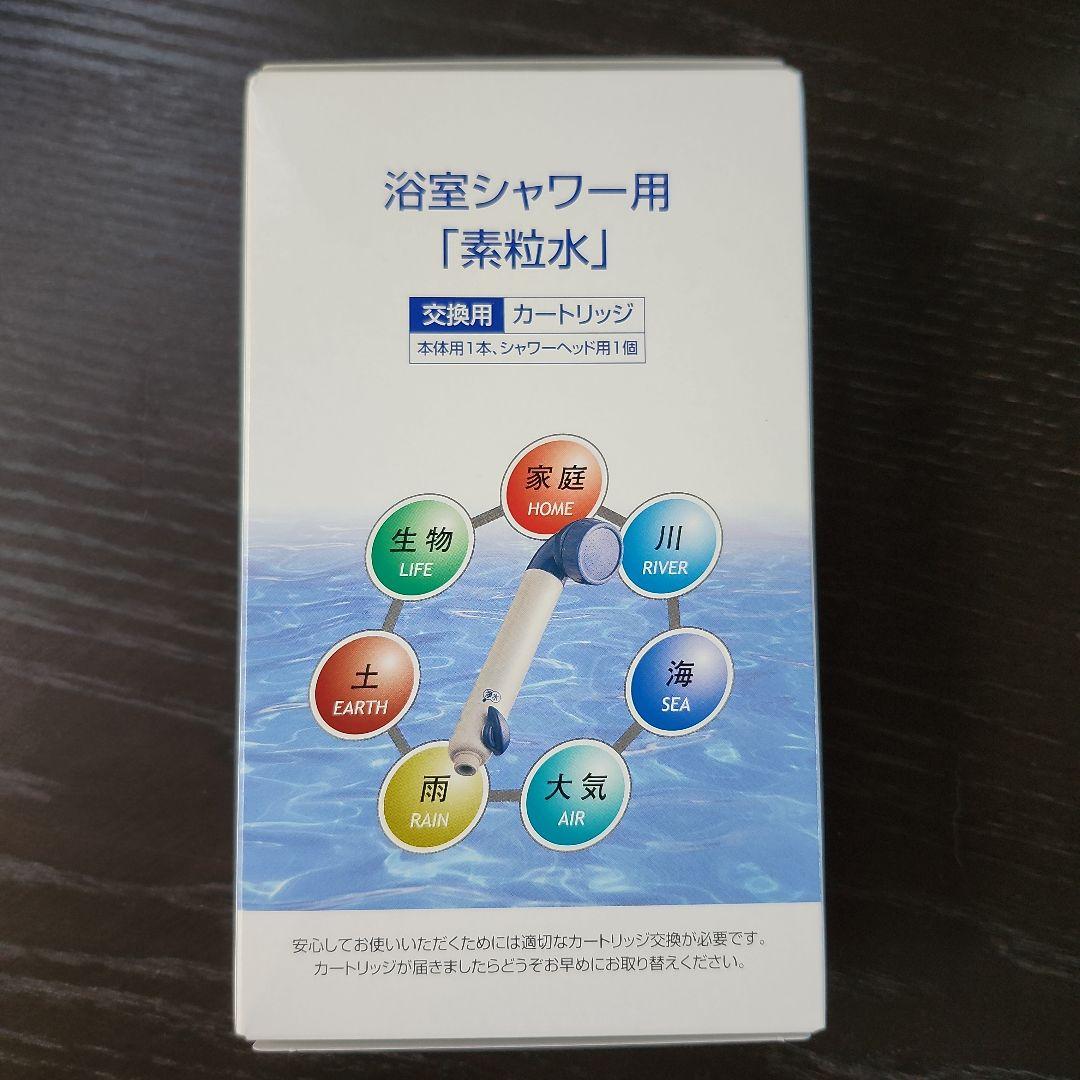 浴室シャワー用
「素粒水」
交換用 カートリッジ
本体用1本、シャワーヘッド用1個
家庭
HOME
生物
LIFE
川
RIVER
土
EARTH
海
SEA
雨
RAIN
大気
AIR
浄水
安心してお使いいただくためには適切なカートリッジ交換が必要です。
カートリッジが届きましたらどうぞお早めにお取り替えください。